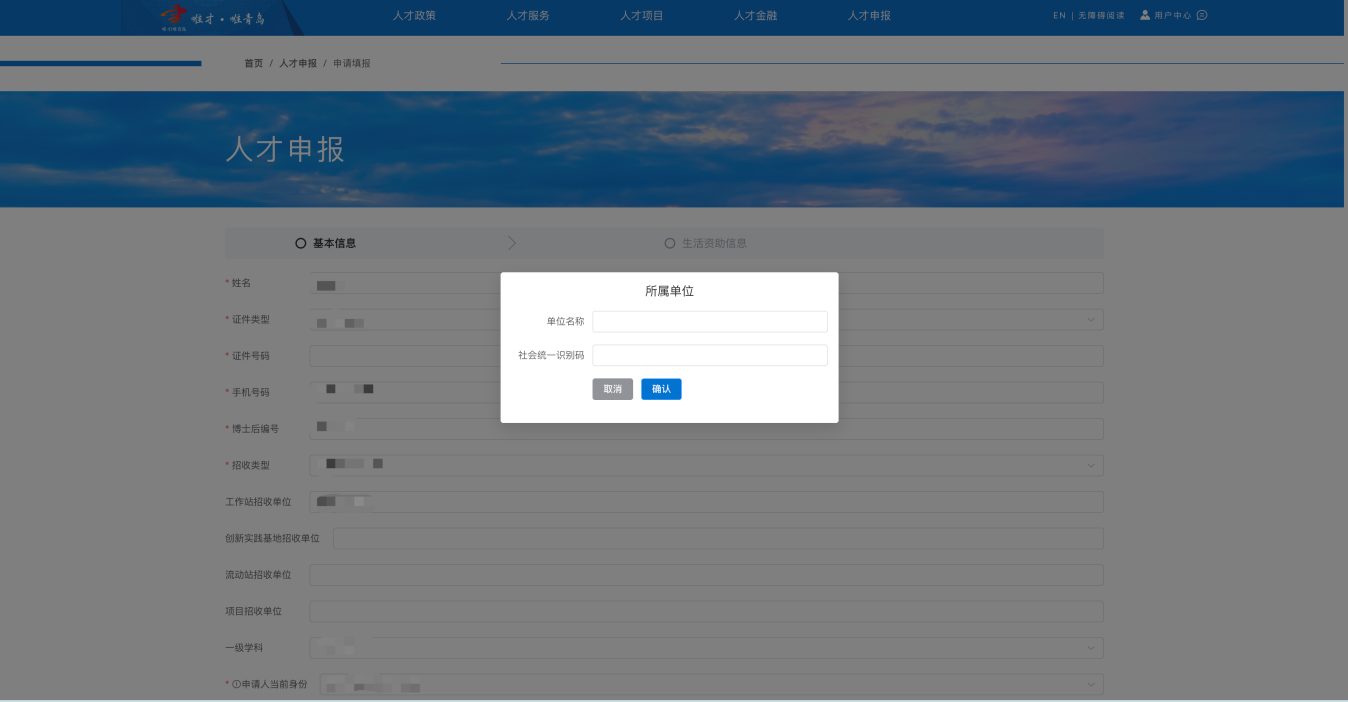 唯才·唯青岛
人才政策 人才服务 人才项目 人才金融 人才申报
EN | 无障碍阅读 用户中心
首页 / 人才申报 / 申请填报
人才申报
基本信息 生活资助信息
* 姓名
* 证件类型
* 证件号码
* 手机号码
* 博士后编号
* 招收类型
工作站招收单位
创新实践基地招收单位
流动站招收单位
项目招收单位
一级学科
* ①申请人当前身份
所属单位
单位名称
社会统一识别码
取消 确认